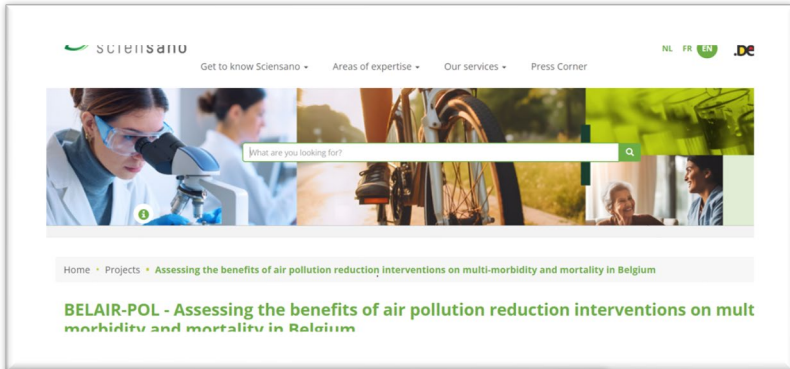 sciensano
NL FR EN .be
Get to know Sciensano Areas of expertise Our services Press Corner
What are you looking for?
Home • Projects • Assessing the benefits of air pollution reduction interventions on multi-morbidity and mortality in Belgium
BELAIR-POL - Assessing the benefits of air pollution reduction interventions on mult
morbidity and mortality in Belgium